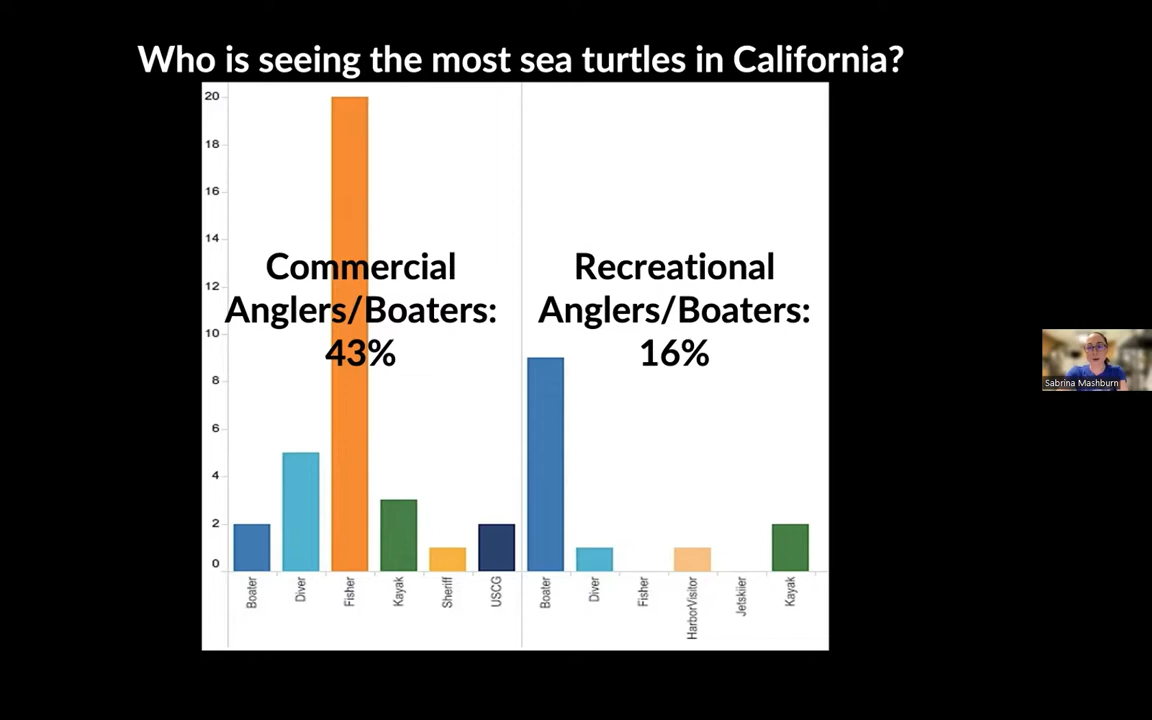 Who is seeing the most sea turtles in California?
20
18
16
14
12
10
8
6
4
2
0
Commercial
Anglers/Boaters:
43%
Recreational
Anglers/Boaters:
16%
Boater
Diver
Fisher
Kayak
Sheriff
USCG
Boater
Diver
Fisher
HarborVisitor
Jetskiier
Kayak
Sabrina Mashburn